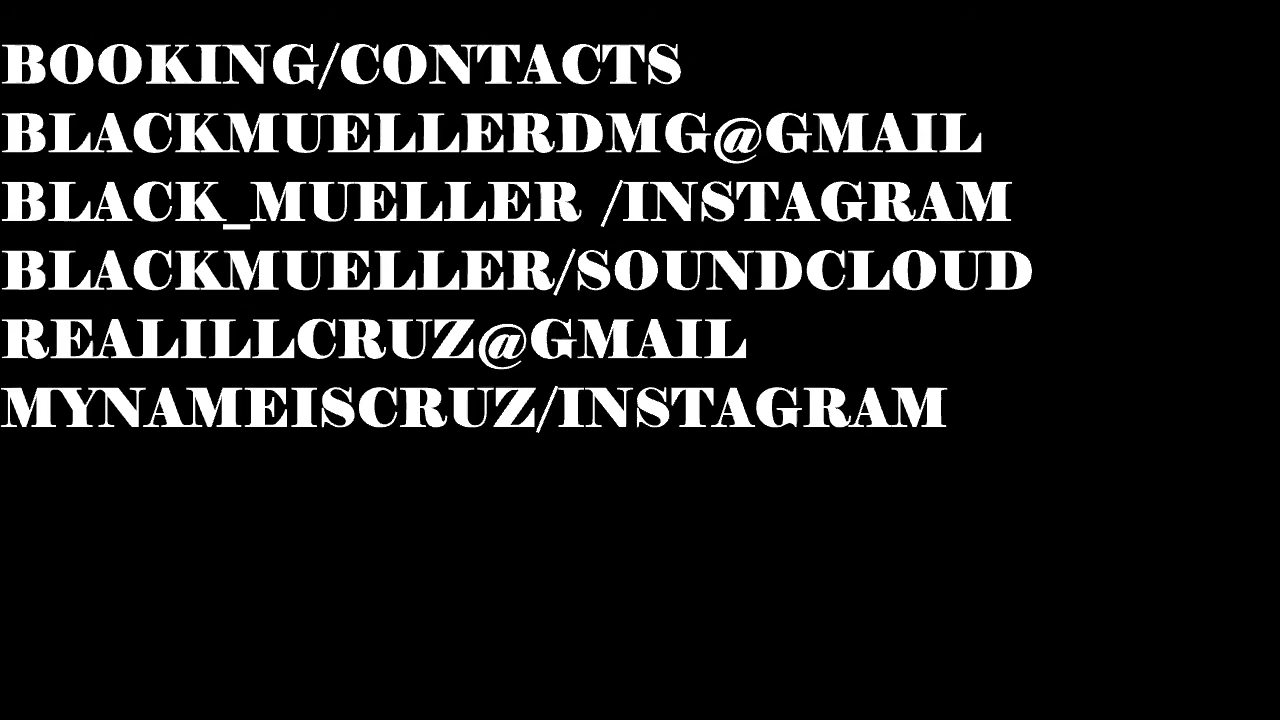 BOOKING/CONTACTS
BLACKMUELLERDMG@GMAIL
BLACK_MUELLER /INSTAGRAM
BLACKMUELLER/SOUNDCLOUD
REALILLCRUZ@GMAIL
MYNAMEISCRUZ/INSTAGRAM